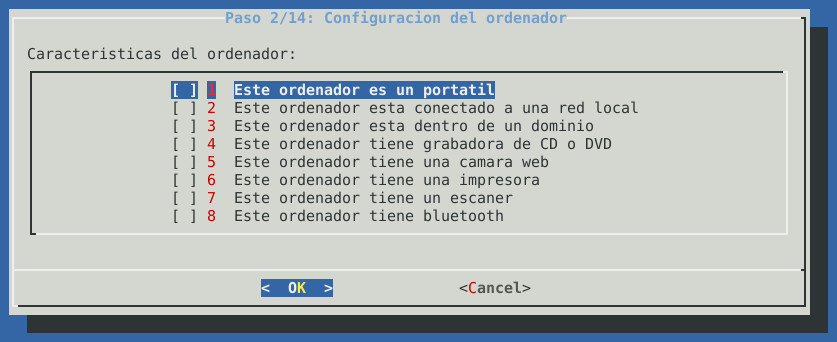 Paso 2/14: Configuracion del ordenador
Caracteristicas del ordenador:
[ ] 1 Este ordenador es un portatil
[ ] 2 Este ordenador esta conectado a una red local
[ ] 3 Este ordenador esta dentro de un dominio
[ ] 4 Este ordenador tiene grabadora de CD o DVD
[ ] 5 Este ordenador tiene una camara web
[ ] 6 Este ordenador tiene una impresora
[ ] 7 Este ordenador tiene un escaner
[ ] 8 Este ordenador tiene bluetooth
< OK > <Cancel>